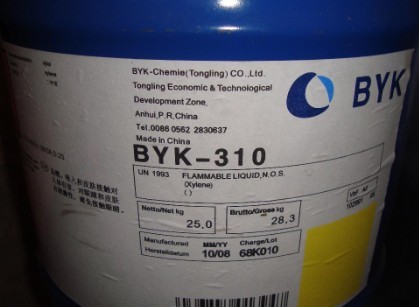 BYK
BYK-Chemie(Tongling) CO.,Ltd.
Tongling Economic & Technological
Development Zone,
Anhui,P.R,China
Tel.0086 0562 2830637
Made in China
BYK-310
UN 1993 FLAMMABLE LIQUID,N.O.S.
(Xylene)
( )
Netto/Net kg 25,0 Brutto/Gross kg 28,3
Manufactured MM/YY Charge/Lot
Herstelldatum 10/08 68K010